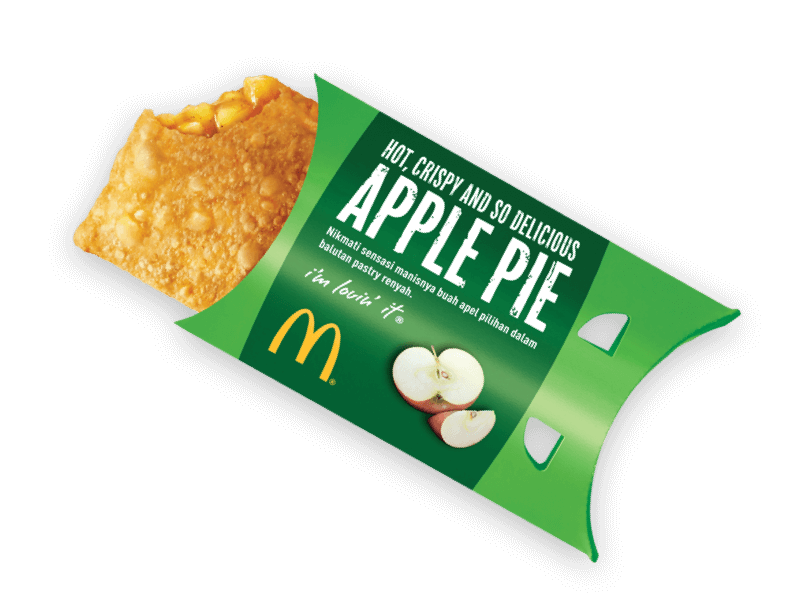 HOT, CRISPY AND SO DELICIOUS
APPLE PIE
Nikmati sensasi manisnya buah apel pilihan dalam
balutan pastry renyah.
i'm lovin' it®
M®